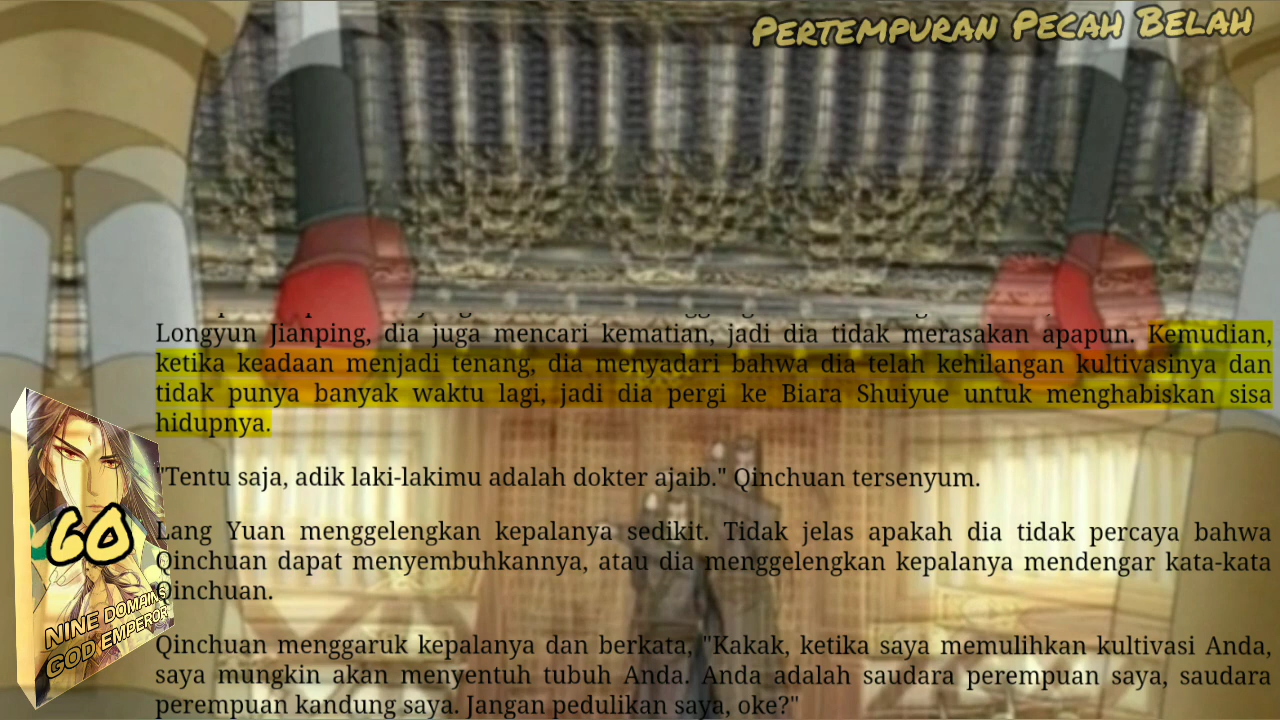 Pertempuran Pecah Belah
Longyun Jianping, dia juga mencari kematian, jadi dia tidak merasakan apapun. Kemudian,
ketika keadaan menjadi tenang, dia menyadari bahwa dia telah kehilangan kultivasinya dan
tidak punya banyak waktu lagi, jadi dia pergi ke Biara Shuiyue untuk menghabiskan sisa
hidupnya.
"Tentu saja, adik laki-lakimu adalah dokter ajaib." Qinchuan tersenyum.
Lang Yuan menggelengkan kepalanya sedikit. Tidak jelas apakah dia tidak percaya bahwa
Qinchuan dapat menyembuhkannya, atau dia menggelengkan kepalanya mendengar kata-kata
Qinchuan.
Qinchuan menggaruk kepalanya dan berkata, "Kakak, ketika saya memulihkan kultivasi Anda,
saya mungkin akan menyentuh tubuh Anda. Anda adalah saudara perempuan saya, saudara
perempuan kandung saya. Jangan pedulikan saya, oke?"
60
NINE DOMAINS
GOD EMPEROR